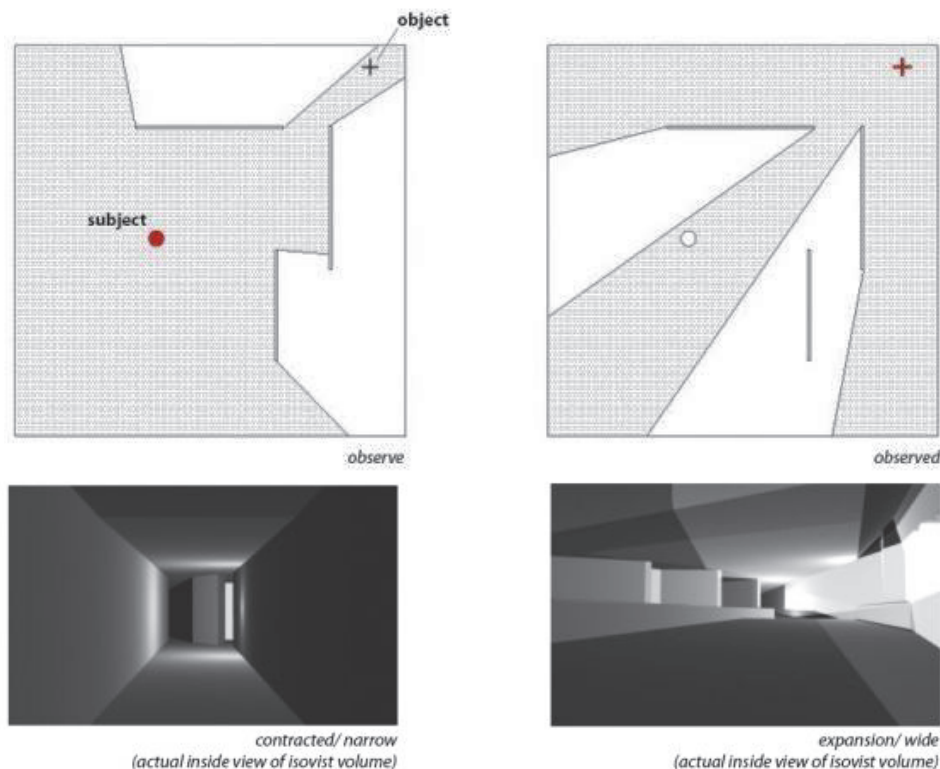 object
subject
observe
observed
contracted/ narrow
(actual inside view of isovist volume)
expansion/ wide
(actual inside view of isovist volume)